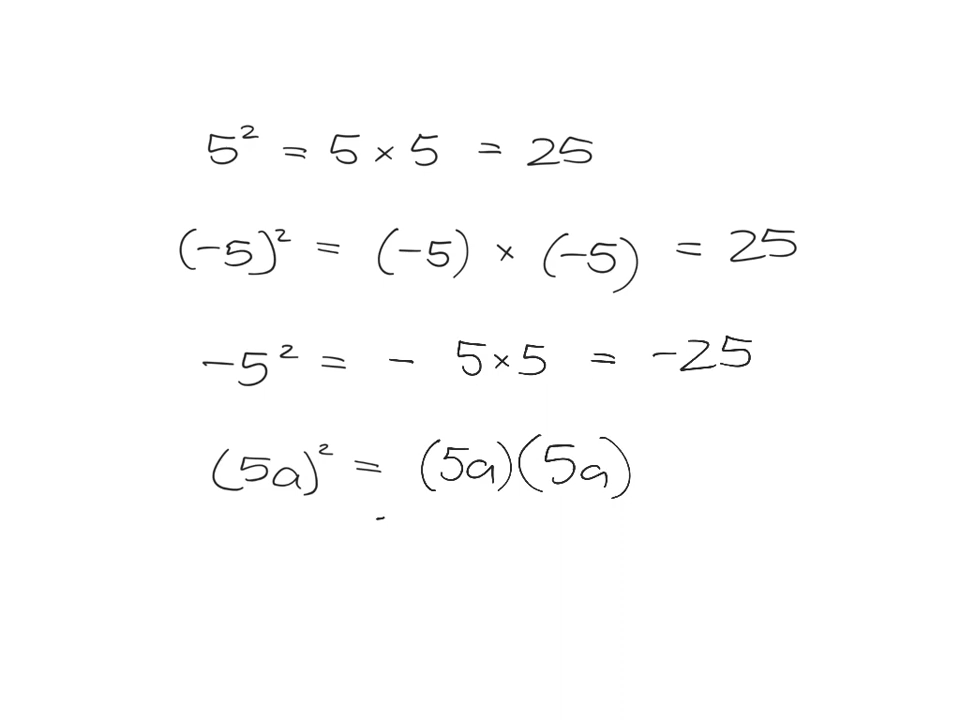 5² = 5 × 5 = 25
(-5)² = (-5) × (-5) = 25
-5² = - 5×5 = -25
(5a)² = (5a)(5a)
-